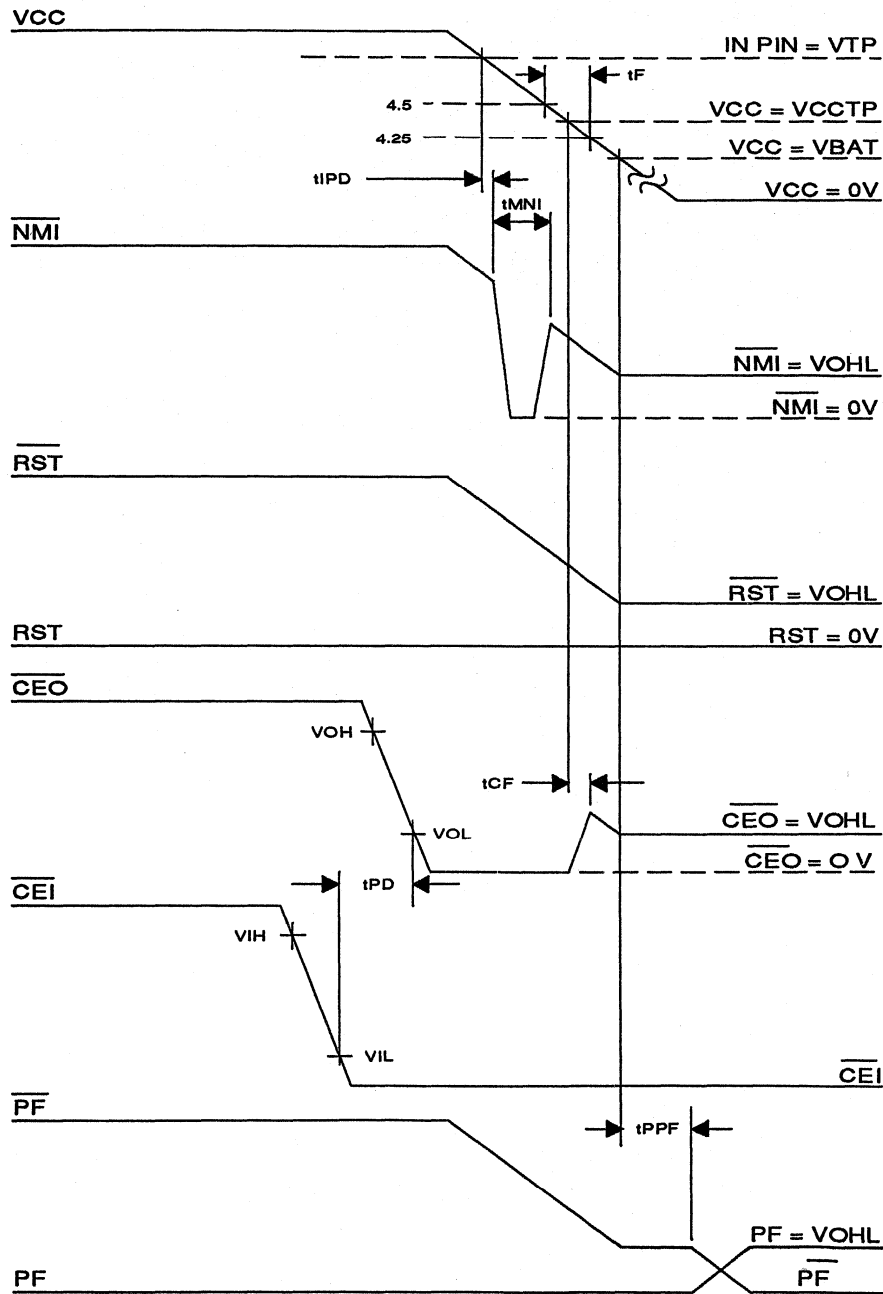 VCC
IN PIN = VTP
tF
4.5
VCC = VCCTP
4.25
VCC = VBAT
tIPD
tMNI
VCC = 0V
NMI
NMI = VOHL
NMI = 0V
RST
RST = VOHL
RST
RST = 0V
CEO
VOH
tCF
VOL
CEO = VOHL
CEO = O V
tPD
CEI
VIH
VIL
CEI
PF
tPPF
PF = VOHL
PF
PF